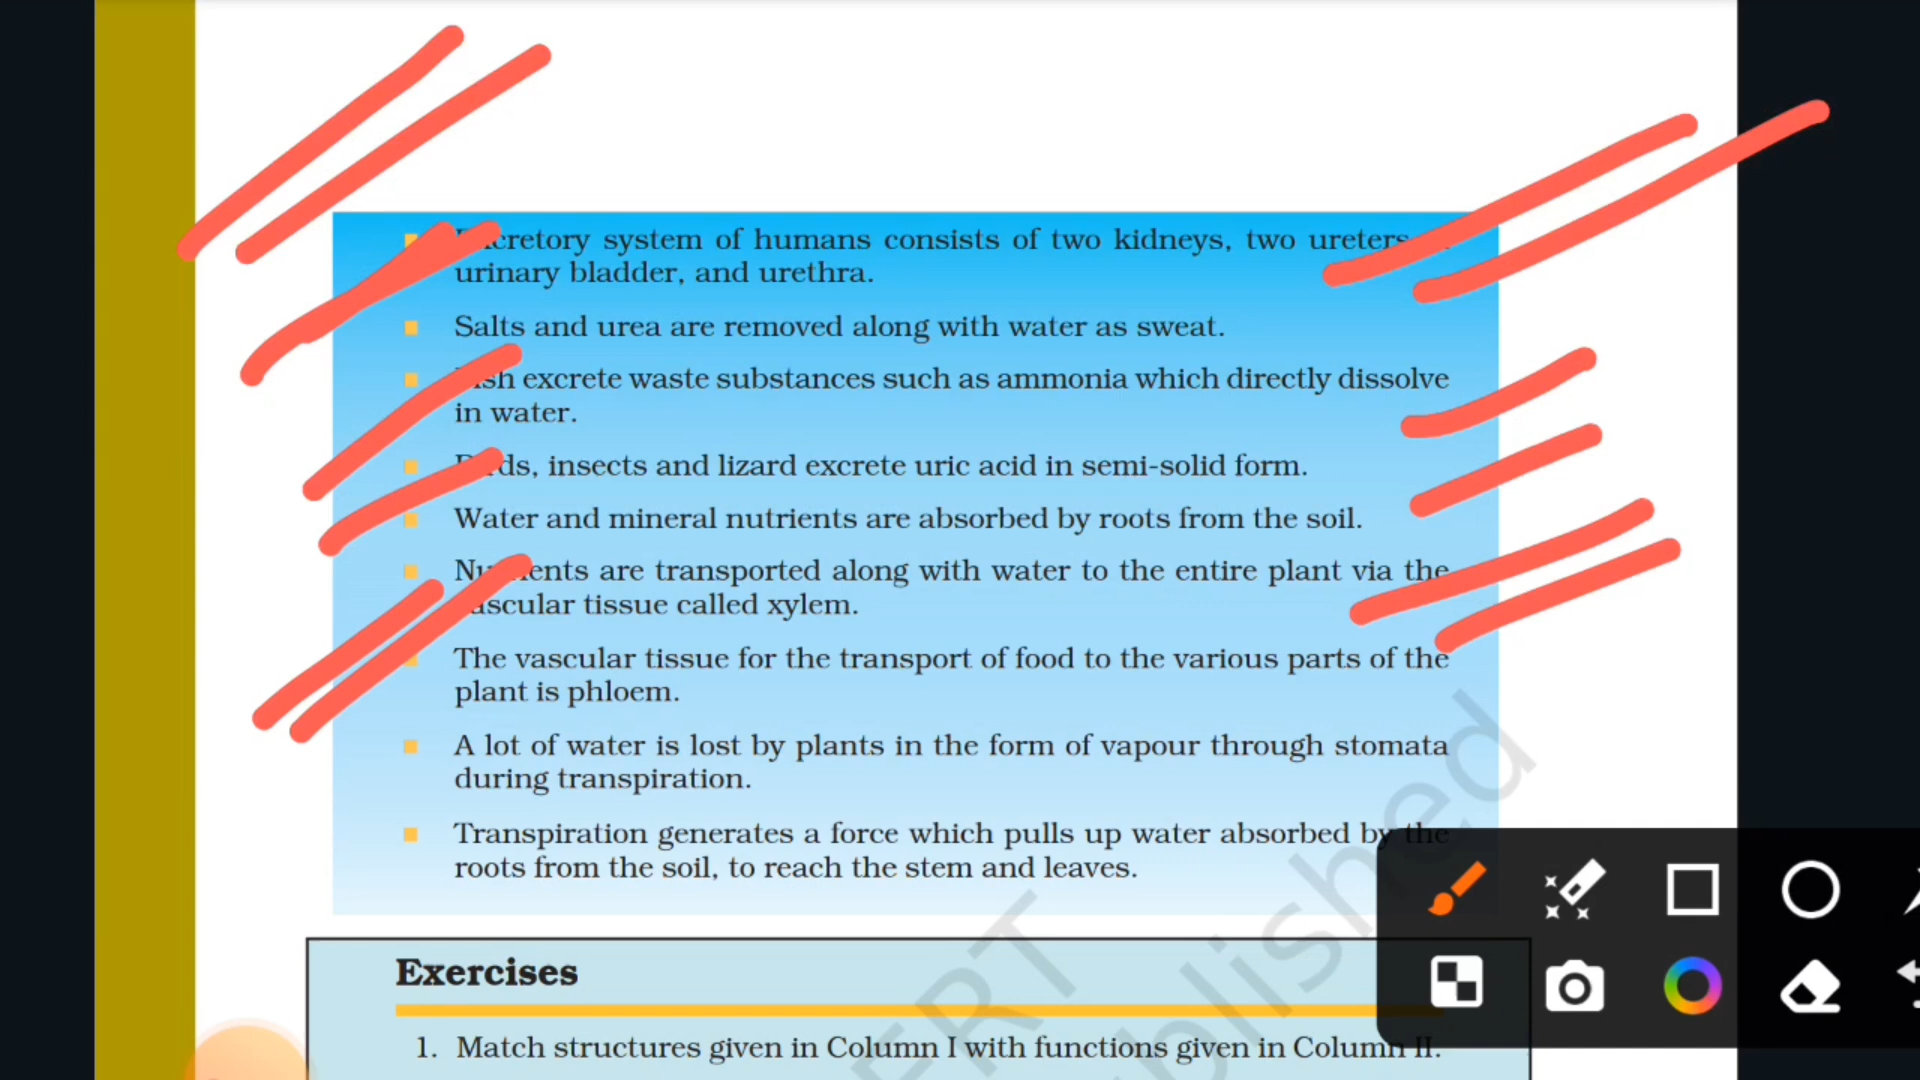 Excretory system of humans consists of two kidneys, two ureters,
urinary bladder, and urethra.
Salts and urea are removed along with water as sweat.
Fish excrete waste substances such as ammonia which directly dissolve
in water.
Birds, insects and lizard excrete uric acid in semi-solid form.
Water and mineral nutrients are absorbed by roots from the soil.
Nutrients are transported along with water to the entire plant via the
vascular tissue called xylem.
The vascular tissue for the transport of food to the various parts of the
plant is phloem.
A lot of water is lost by plants in the form of vapour through stomata
during transpiration.
Transpiration generates a force which pulls up water absorbed by the
roots from the soil, to reach the stem and leaves.
Exercises
1. Match structures given in Column I with functions given in Column II.